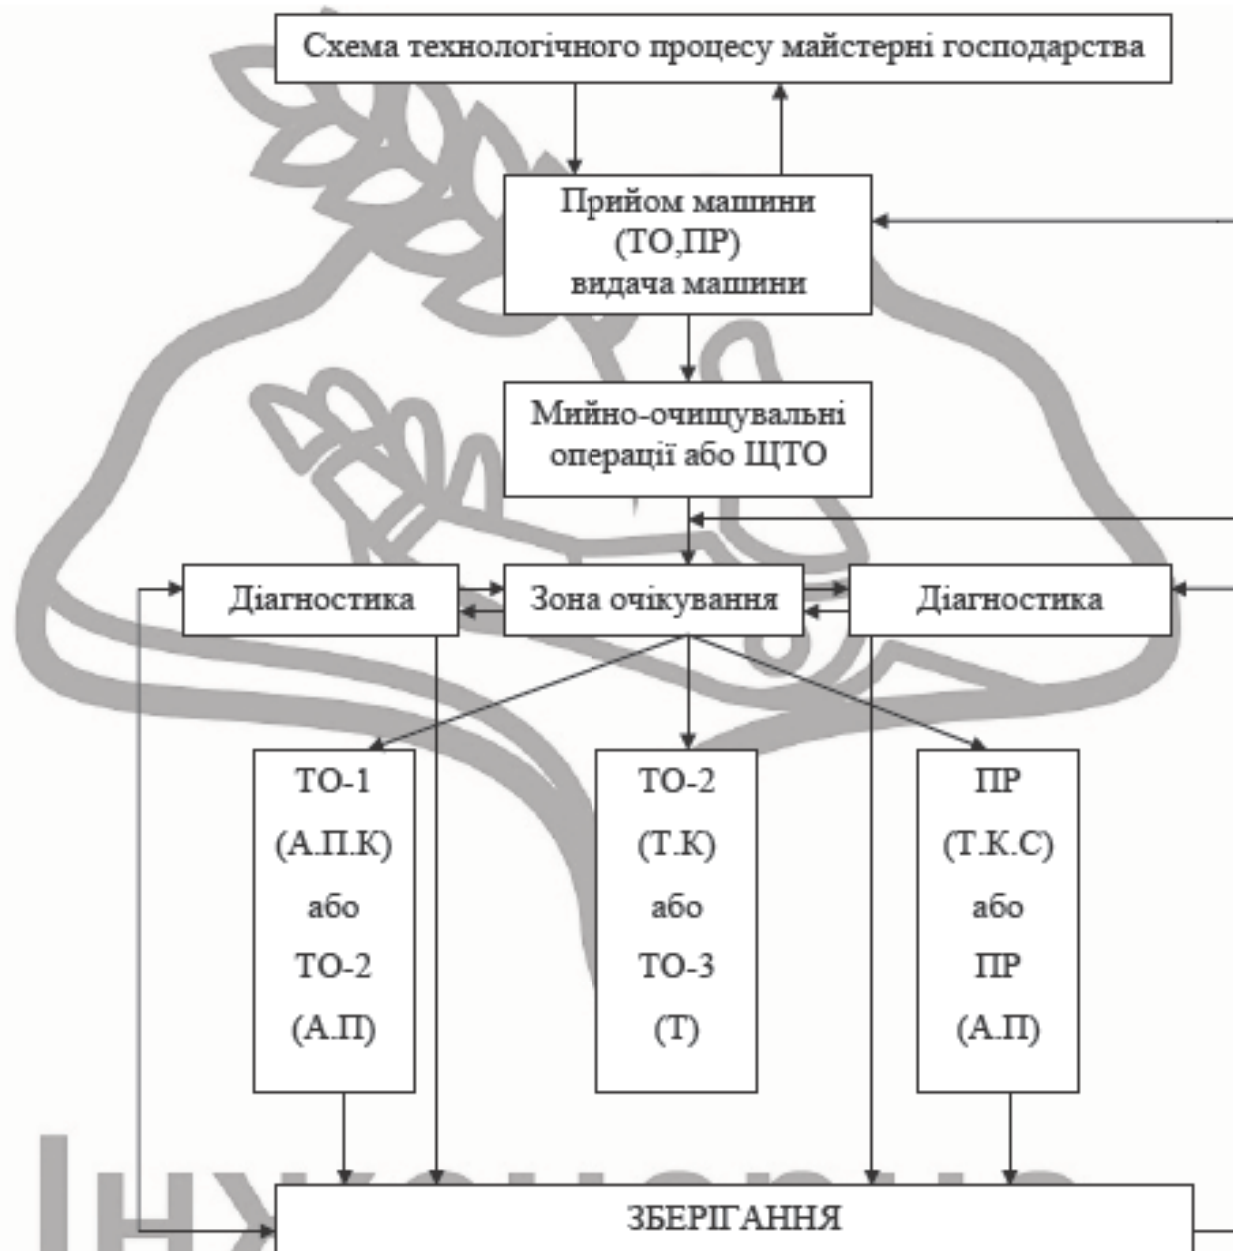 Схема технологічного процесу майстерні господарства
Прийом машини
(ТО,ПР)
видача машини
Мийно-очищувальні
операції або ЩТО
Діагностика
Зона очікування
Діагностика
ТО-1
(А.П.К)
або
ТО-2
(А.П)
ТО-2
(Т.К)
або
ТО-3
(Т)
ПР
(Т.К.С)
або
ПР
(А.П)
ЗБЕРІГАННЯ